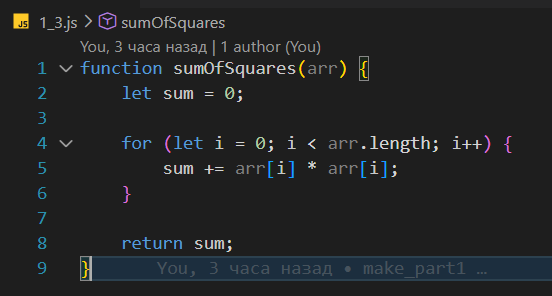 JS 1_3.js > sumOfSquares
You, 3 часа назад | 1 author (You)
1 function sumOfSquares(arr) {
2 let sum = 0;
3
4 for (let i = 0; i < arr.length; i++) {
5 sum += arr[i] * arr[i];
6 }
7
8 return sum;
9 } You, 3 часа назад • make_part1 …